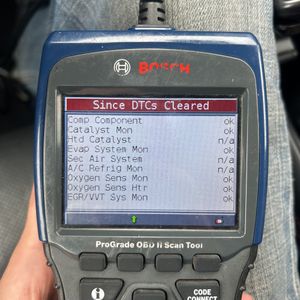 BOSCH
Since DTCs Cleared
Comp Component ok
Catalyst Mon ok
Htd Catalyst n/a
Evap System Mon ok
Sec Air System n/a
A/C Refrig Mon n/a
Oxygen Sens Mon ok
Oxygen Sens Htr ok
EGR/VVT Sys Mon ok
ProGrade OBD II Scan Tool
CODE
CONNECT